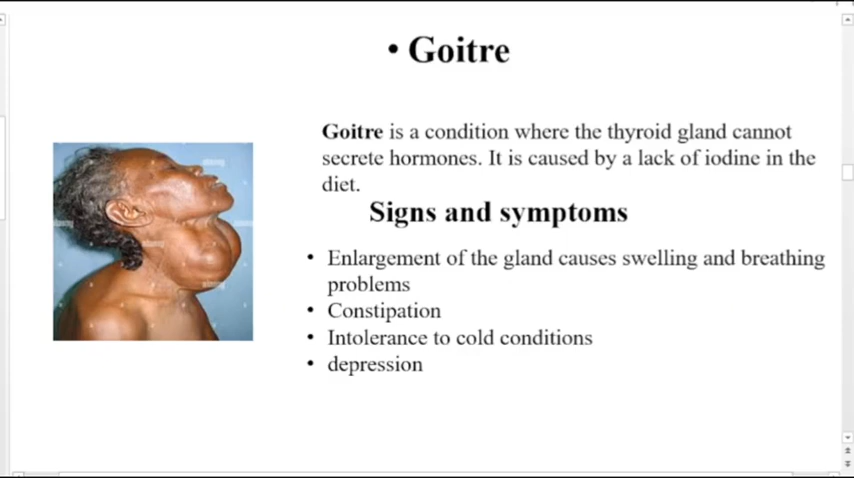 • Goitre
Goitre is a condition where the thyroid gland cannot
secrete hormones. It is caused by a lack of iodine in the
diet.
Signs and symptoms
• Enlargement of the gland causes swelling and breathing
problems
• Constipation
• Intolerance to cold conditions
• depression